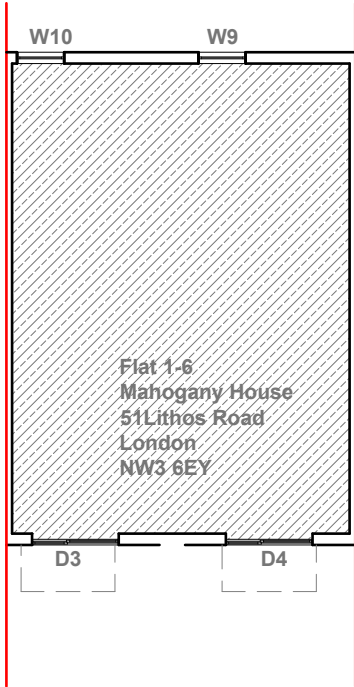 W10 W9
Flat 1-6
Mahogany House
51Lithos Road
London
NW3 6EY
D3 D4